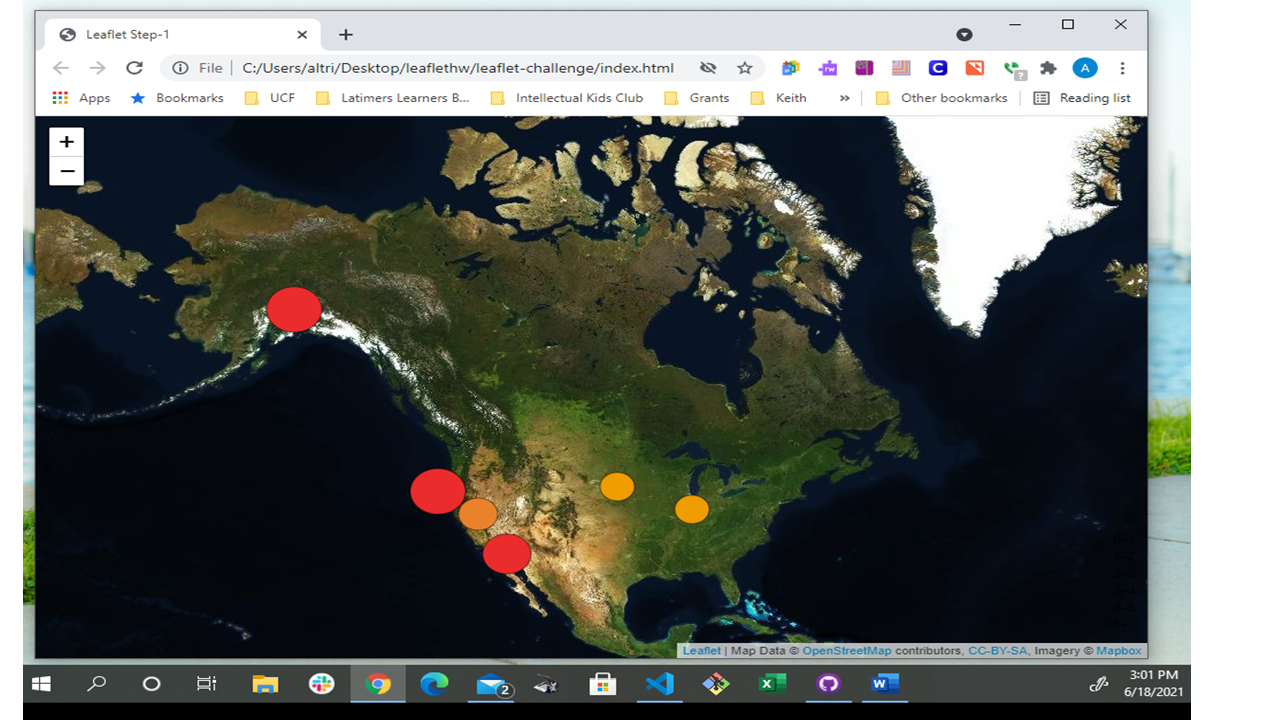 Leaflet Step-1
File | C:/Users/altri/Desktop/leaflethw/leaflet-challenge/index.html
rw
C
?
A
Apps
Bookmarks
UCF
Latimers Learners B...
Intellectual Kids Club
Grants
Keith
»
Other bookmarks
Reading list
+
−
Leaflet | Map Data © OpenStreetMap contributors, CC-BY-SA, Imagery © Mapbox
2
3:01 PM
6/18/2021